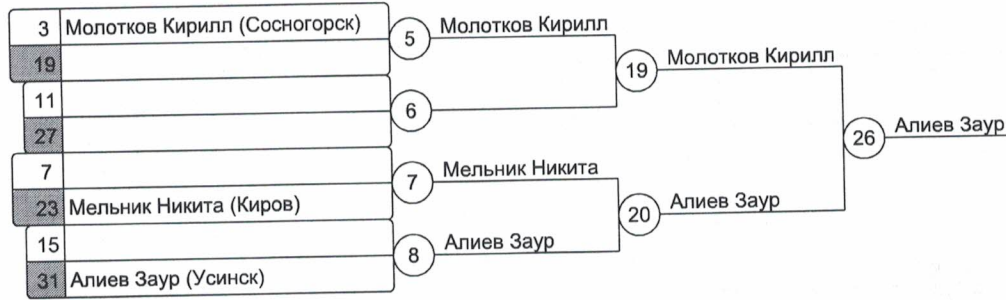 3 Молотков Кирилл (Сосногорск)
19
11
27
7
23 Мельник Никита (Киров)
15
31 Алиев Заур (Усинск)
5 Молотков Кирилл
6
7 Мельник Никита
8 Алиев Заур
19 Молотков Кирилл
20 Алиев Заур
26 Алиев Заур